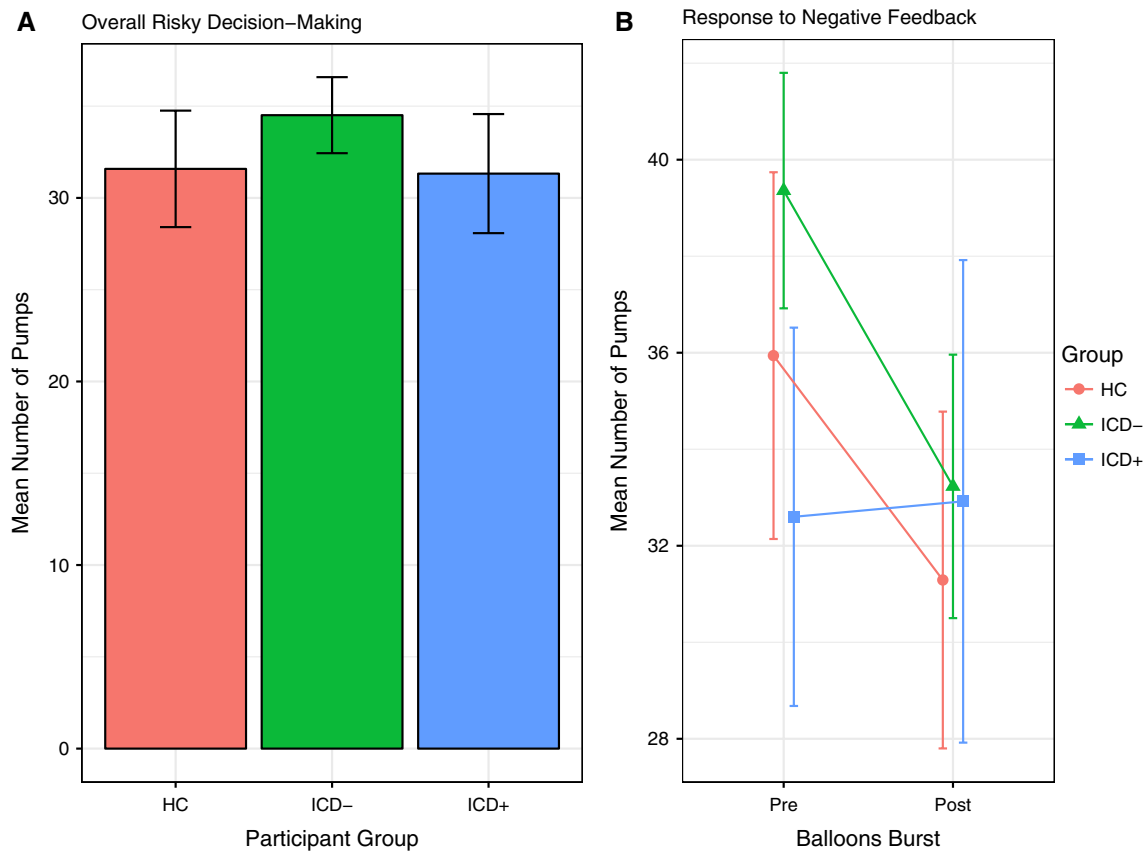 A
Overall Risky Decision−Making
Mean Number of Pumps
30
20
10
0
HC
ICD−
ICD+
Participant Group
B
Response to Negative Feedback
Mean Number of Pumps
40
36
32
28
Pre
Post
Balloons Burst
Group
HC
ICD−
ICD+